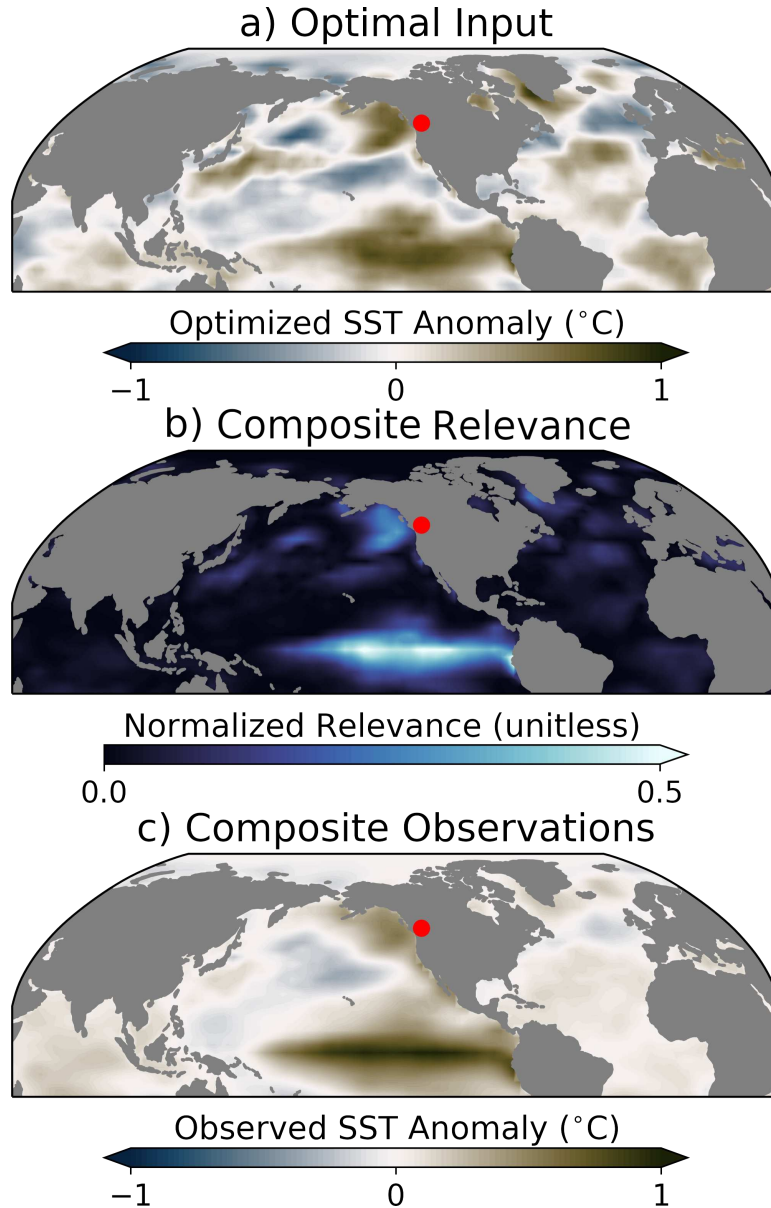 a) Optimal Input
Optimized SST Anomaly (°C)
−1 0 1
b) Composite Relevance
Normalized Relevance (unitless)
0.0 0.5
c) Composite Observations
Observed SST Anomaly (°C)
−1 0 1